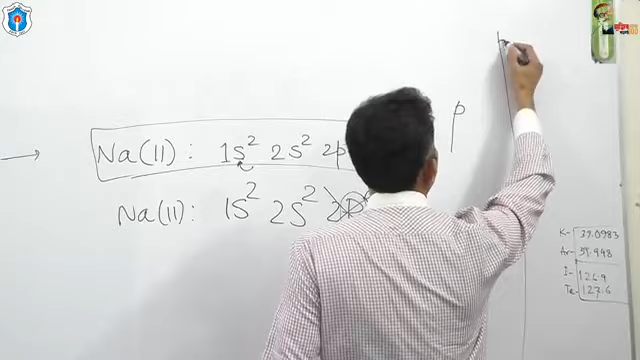 Na(11) : 1s² 2s² 2p
p
Na(11) : 1s² 2s² 2p
K- 39.0983
Ar- 39.948
I- 126.9
Te- 127.6